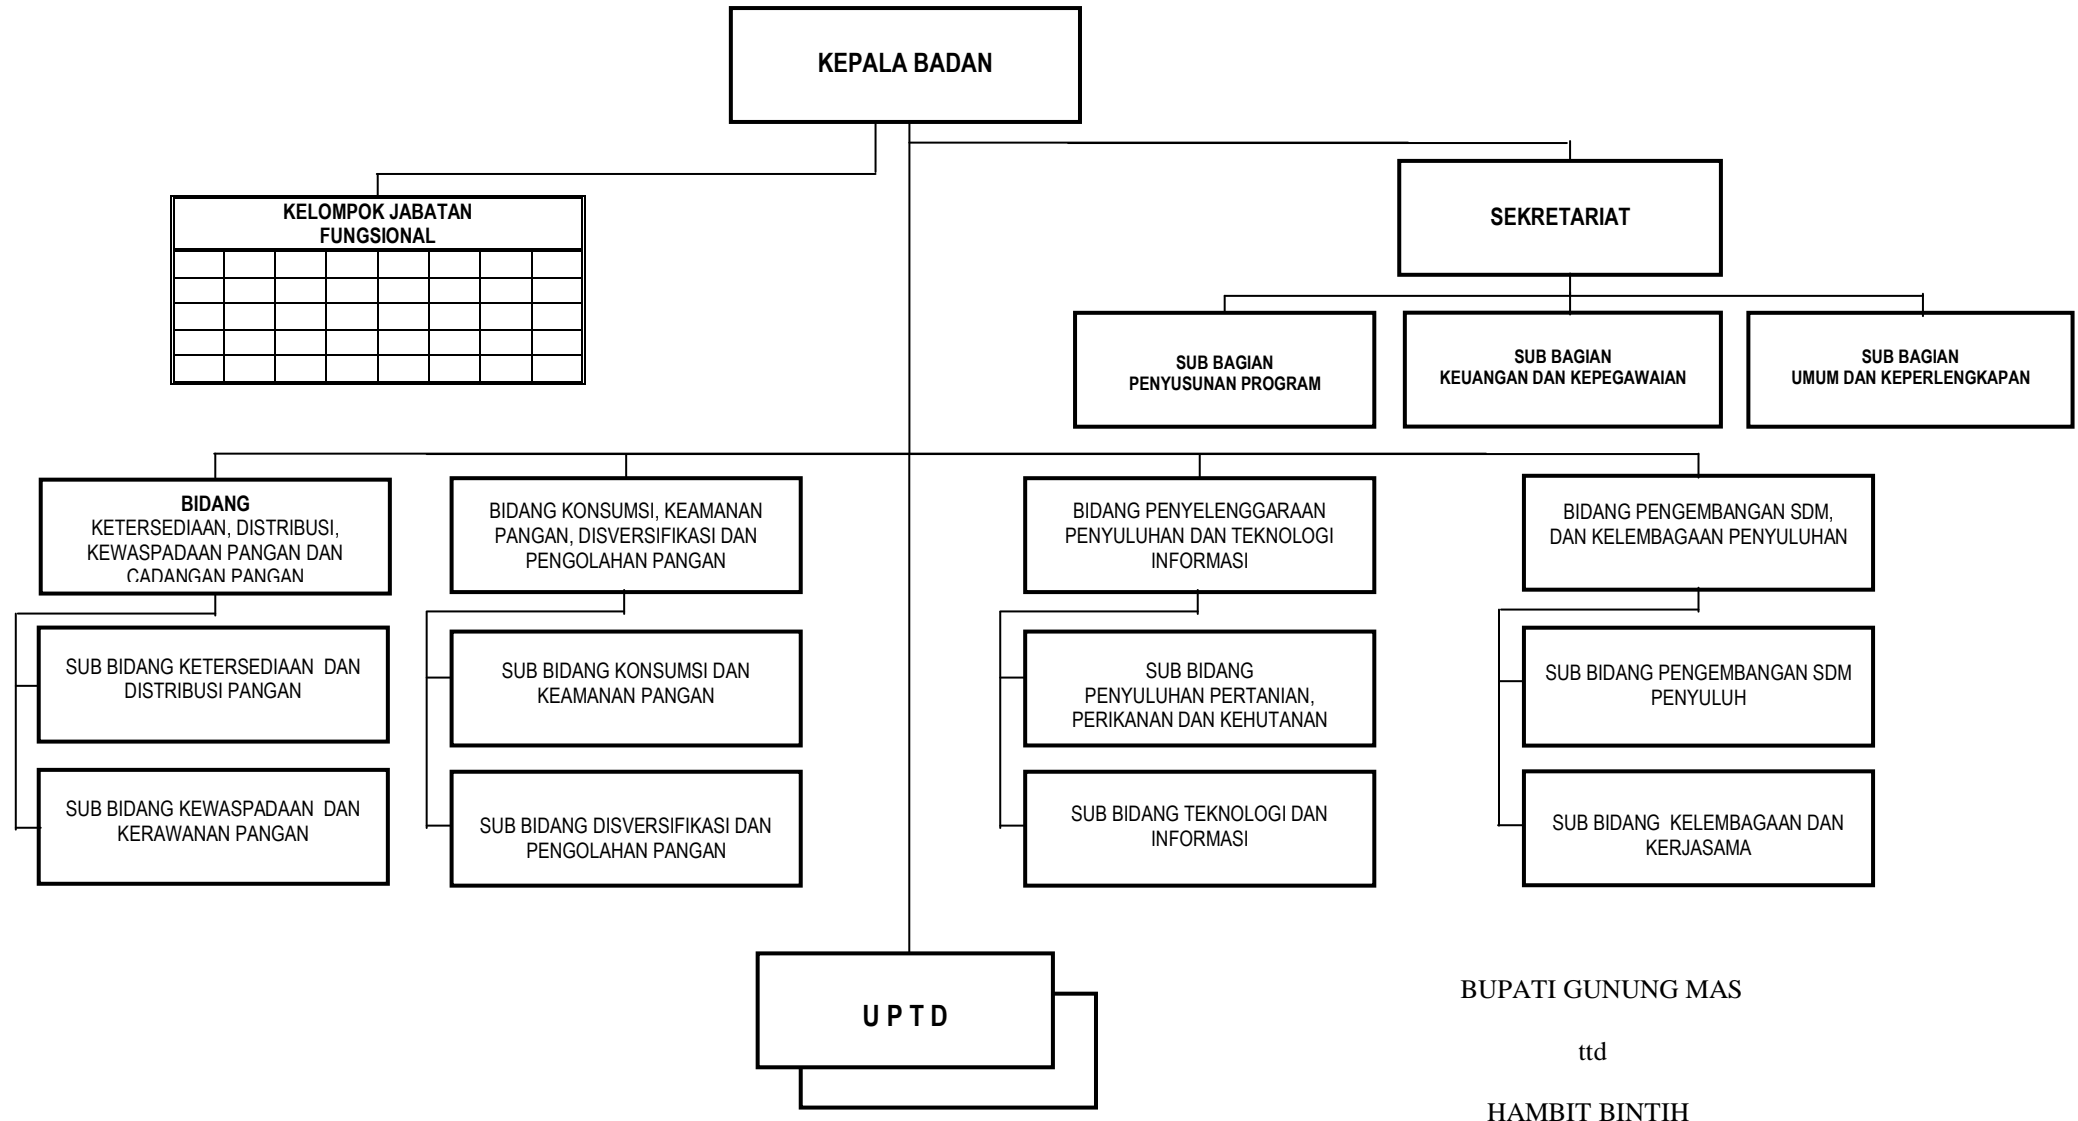 KEPALA BADAN
KELOMPOK JABATAN
FUNGSIONAL
SEKRETARIAT
SUB BAGIAN
PENYUSUNAN PROGRAM
SUB BAGIAN
KEUANGAN DAN KEPEGAWAIAN
SUB BAGIAN
UMUM DAN KEPERLENGKAPAN
BIDANG
KETERSEDIAAN, DISTRIBUSI,
KEWASPADAAN PANGAN DAN
CADANGAN PANGAN
BIDANG KONSUMSI, KEAMANAN
PANGAN, DISVERSIFIKASI DAN
PENGOLAHAN PANGAN
BIDANG PENYELENGGARAAN
PENYULUHAN DAN TEKNOLOGI
INFORMASI
BIDANG PENGEMBANGAN SDM,
DAN KELEMBAGAAN PENYULUHAN
SUB BIDANG KETERSEDIAAN DAN
DISTRIBUSI PANGAN
SUB BIDANG KONSUMSI DAN
KEAMANAN PANGAN
SUB BIDANG
PENYULUHAN PERTANIAN,
PERIKANAN DAN KEHUTANAN
SUB BIDANG PENGEMBANGAN SDM
PENYULUH
SUB BIDANG KEWASPADAAN DAN
KERAWANAN PANGAN
SUB BIDANG DISVERSIFIKASI DAN
PENGOLAHAN PANGAN
SUB BIDANG TEKNOLOGI DAN
INFORMASI
SUB BIDANG KELEMBAGAAN DAN
KERJASAMA
U P T D
BUPATI GUNUNG MAS
ttd
HAMBIT BINTIH